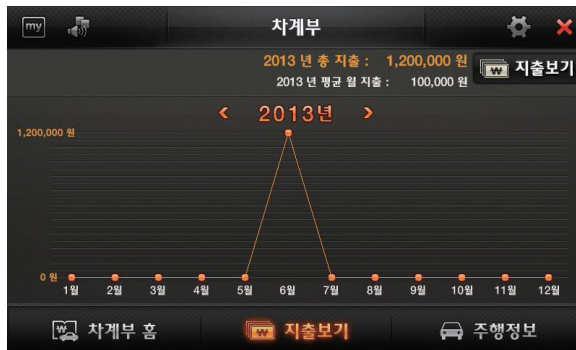 my
차계부
2013 년 총 지출 : 1,200,000 원
2013 년 평균 월 지출 : 100,000 원
지출보기
2013년
1,200,000 원
0 원
1월 2월 3월 4월 5월 6월 7월 8월 9월 10월 11월 12월
차계부 홈 지출보기 주행정보